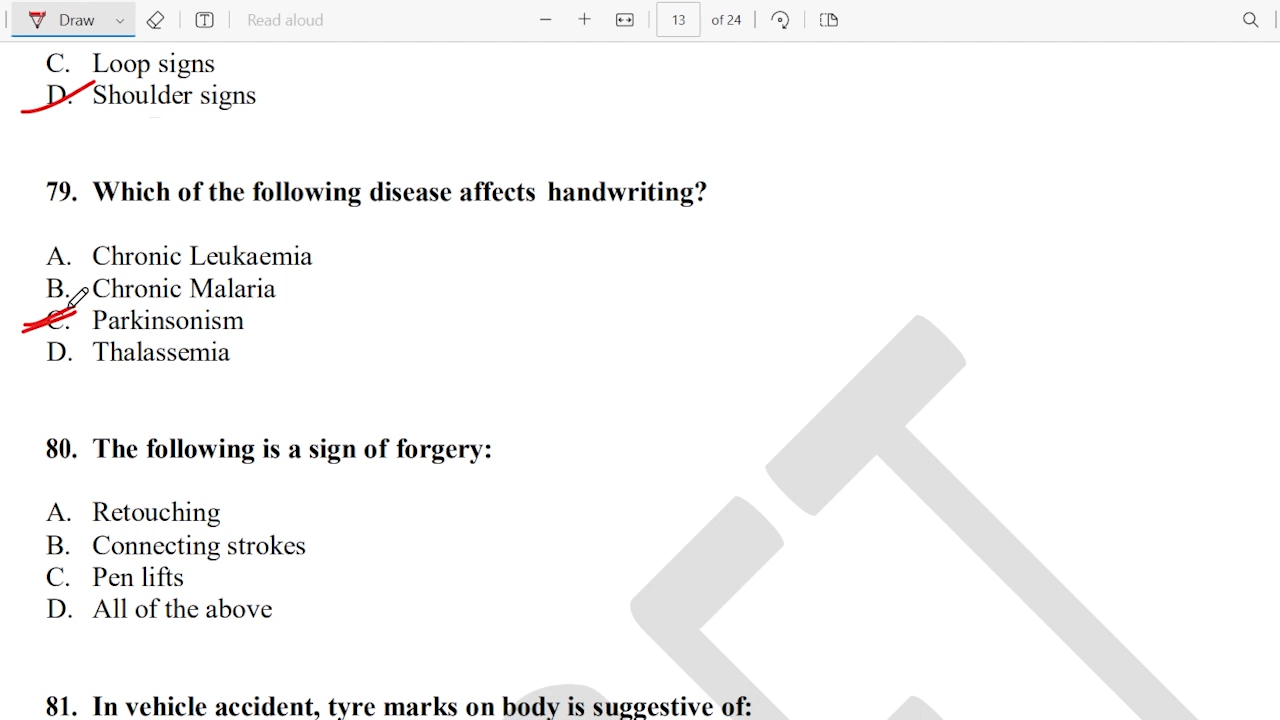 Draw
Read aloud
13
of 24
C. Loop signs
D. Shoulder signs
79. Which of the following disease affects handwriting?
A. Chronic Leukaemia
B. Chronic Malaria
C. Parkinsonism
D. Thalassemia
80. The following is a sign of forgery:
A. Retouching
B. Connecting strokes
C. Pen lifts
D. All of the above
81. In vehicle accident, tyre marks on body is suggestive of: